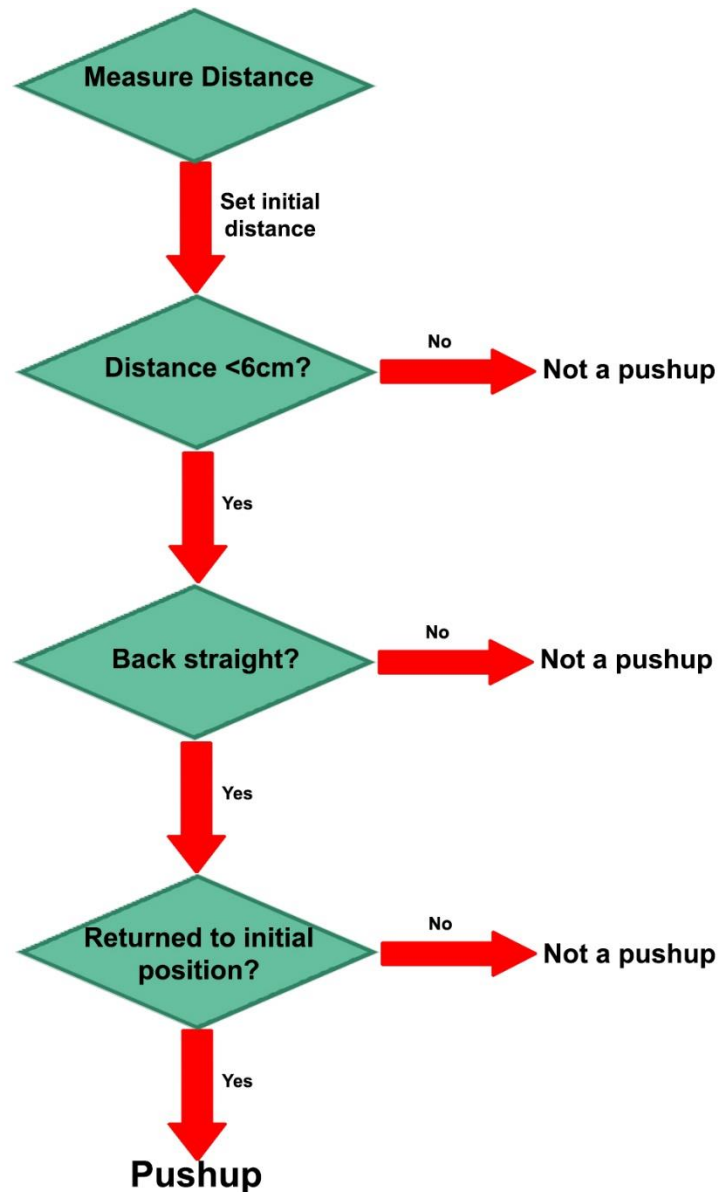 Measure Distance
Set initial
distance
Distance <6cm?
No
Not a pushup
Yes
Back straight?
No
Not a pushup
Yes
Returned to initial
position?
No
Not a pushup
Yes
Pushup